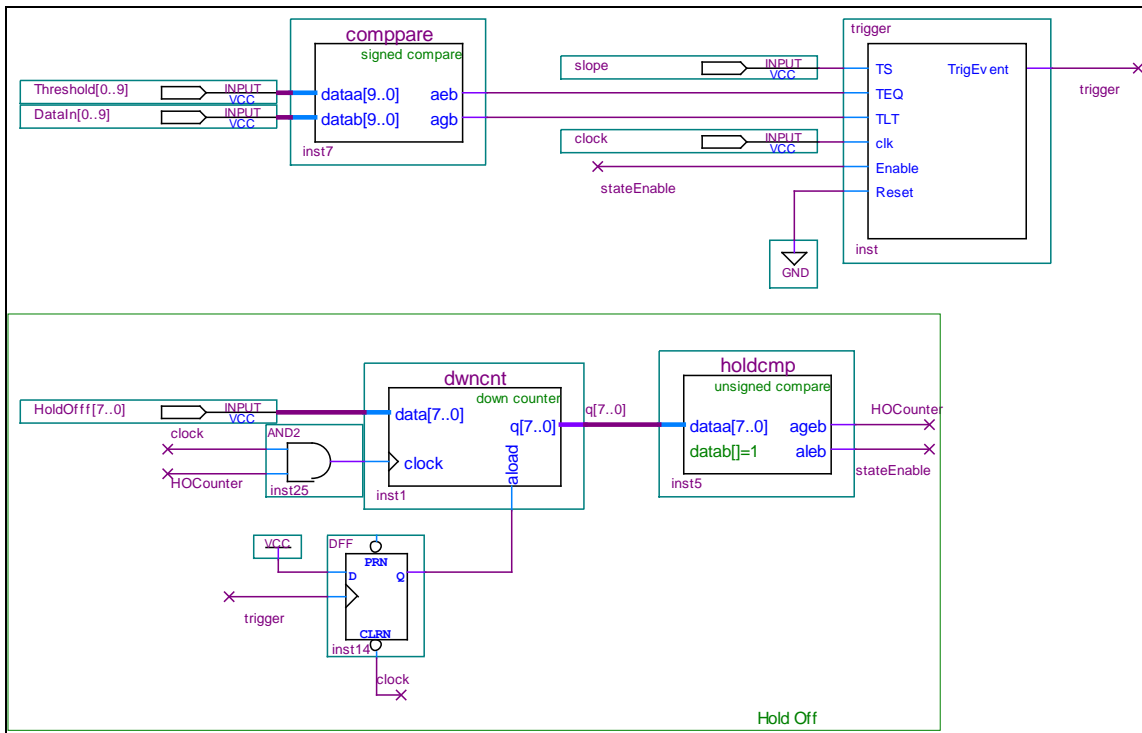 comppare
signed compare
Threshold[0..9] INPUT VCC
DataIn[0..9] INPUT VCC
dataa[9..0] aeb
datab[9..0] agb
inst7
trigger
slope INPUT VCC
TS TrigEvent
TEQ
TLT
clock INPUT VCC
clk
Enable
Reset
stateEnable
trigger
GND
inst
dwncnt
down counter
HoldOfff[7..0] INPUT VCC
data[7..0]
q[7..0]
clock
aload
inst1
clock
HOCounter
AND2
inst25
q[7..0]
holdcmp
unsigned compare
dataa[7..0] ageb
datab[]=1 aleb
inst5
HOCounter
stateEnable
VCC
DFF
PRN
D Q
CLRN
inst14
trigger
clock
Hold Off